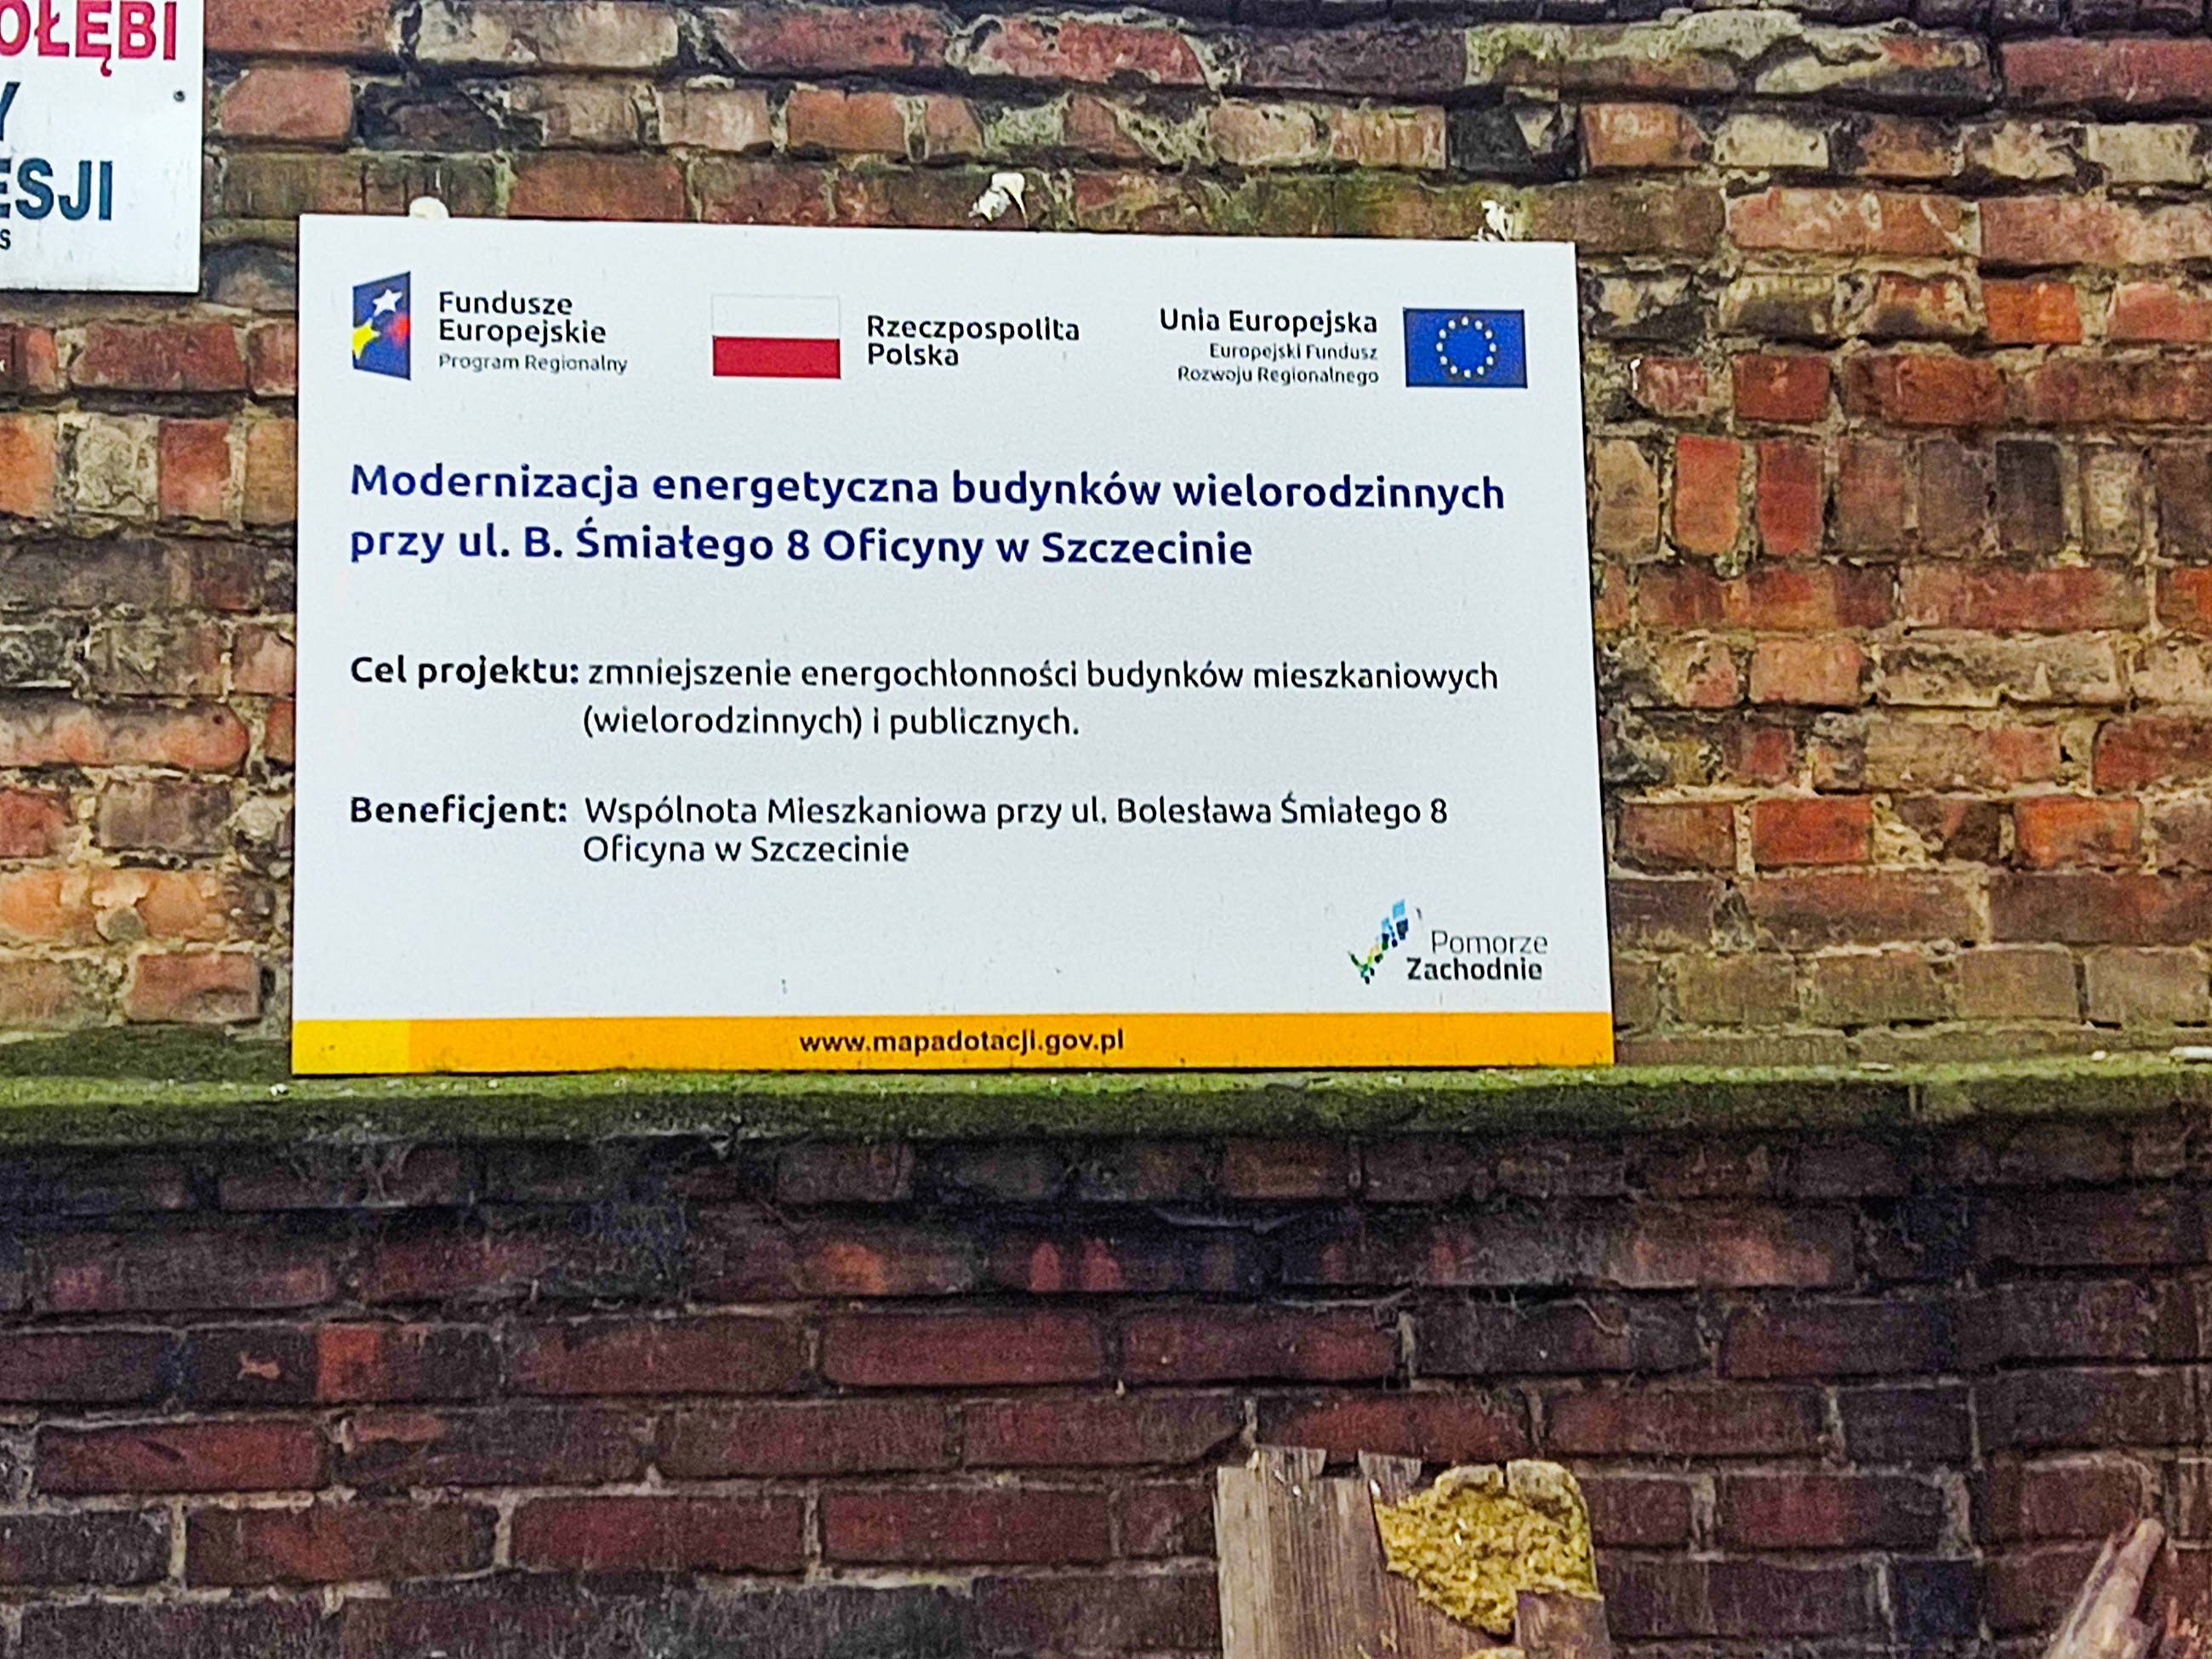 OŁĘBI
Y
ESJI
S
Fundusze
Europejskie
Program Regionalny
Rzeczpospolita
Polska
Unia Europejska
Europejski Fundusz
Rozwoju Regionalnego
Modernizacja energetyczna budynków wielorodzinnych
przy ul. B. Śmiałego 8 Oficyny w Szczecinie
Cel projektu: zmniejszenie energochłonności budynków mieszkaniowych
(wielorodzinnych) i publicznych.
Beneficjent: Wspólnota Mieszkaniowa przy ul. Bolesława Śmiałego 8
Oficyna w Szczecinie
Pomorze
Zachodnie
www.mapadotacji.gov.pl